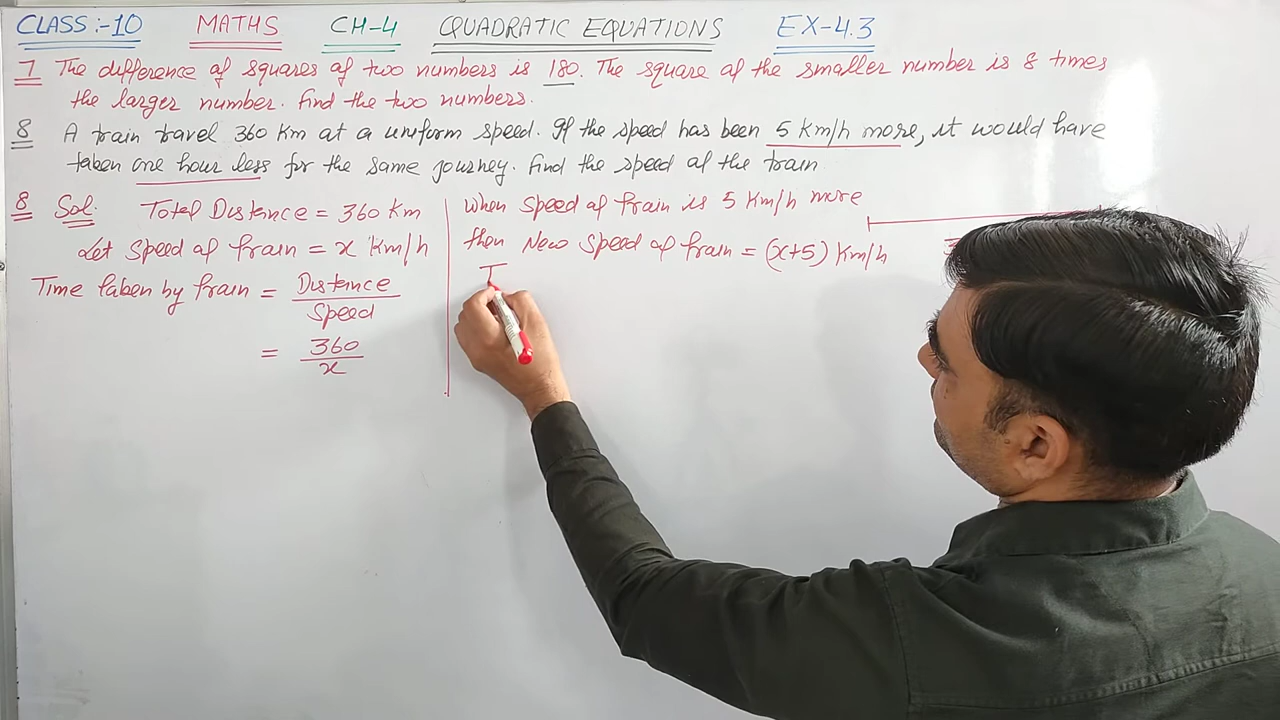 CLASS:-10 MATHS CH-4 QUADRATIC EQUATIONS EX-4.3
7 The difference of squares of two numbers is 180. The square of the smaller number is 8 times
the larger number. Find the two numbers.
8 A train travel 360 Km at a uniform speed. If the speed has been 5 Km/h more, it would have
taken one hour less for the same journey. Find the speed of the train.
8 Sol: Total Distance = 360 Km
Let Speed of train = x Km/h
Time taken by train = Distance
Speed
= 360
x
When Speed of train is 5 Km/h more
then New Speed of train = (x+5) Km/h
T
3